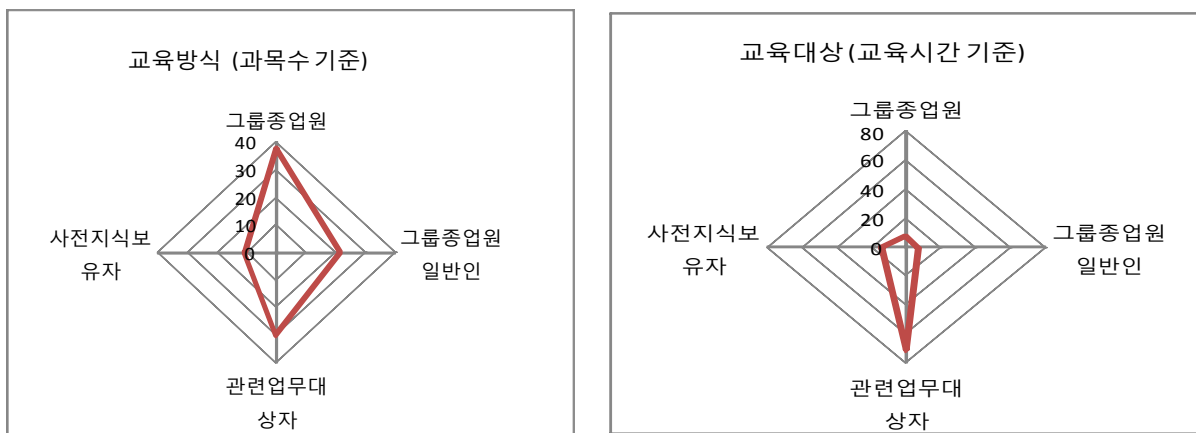 교육방식 (과목수 기준)
그룹종업원
40
30
20
10
0
사전지식보
유자
그룹종업원
일반인
관련업무대
상자
교육대상 (교육시간 기준)
그룹종업원
80
60
40
20
0
사전지식보
유자
그룹종업원
일반인
관련업무대
상자